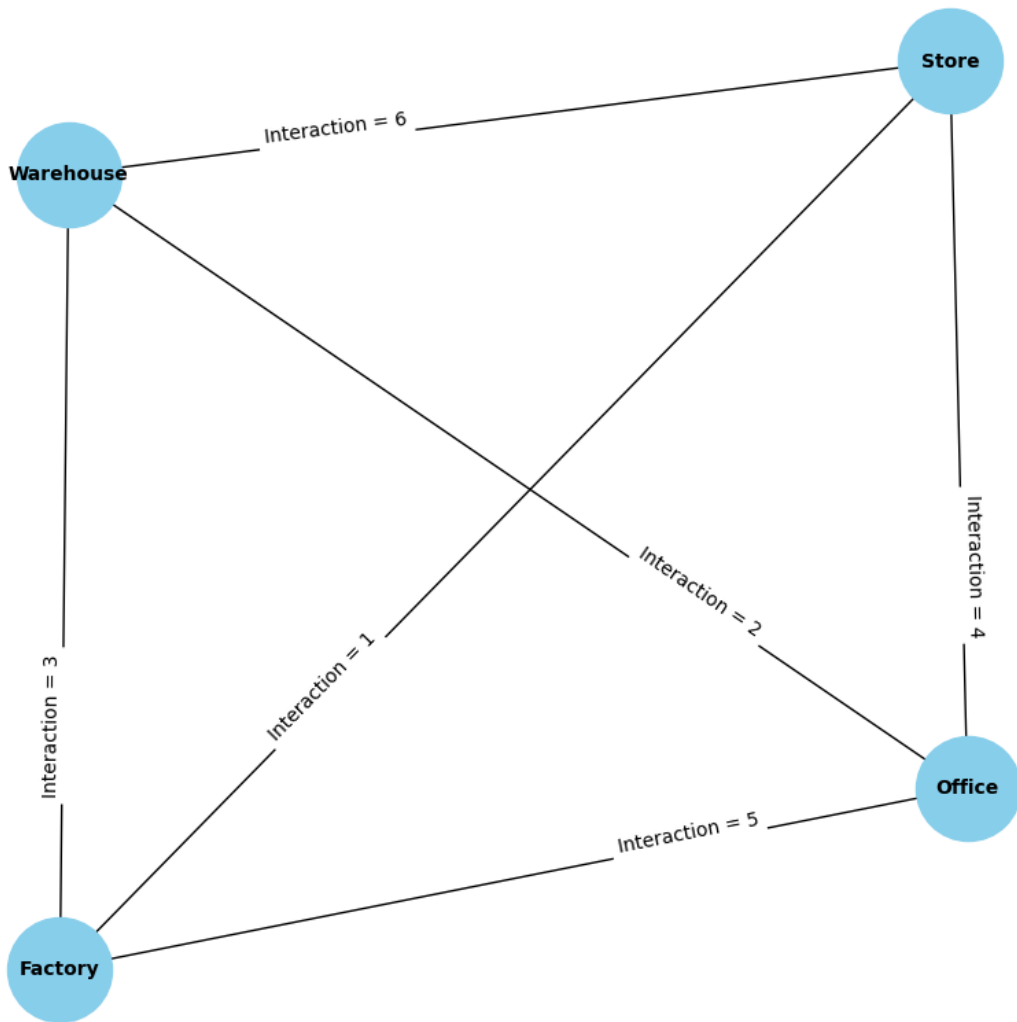 Store
Interaction = 6
Warehouse
Interaction = 4
Interaction = 2
Interaction = 1
Interaction = 3
Office
Interaction = 5
Factory